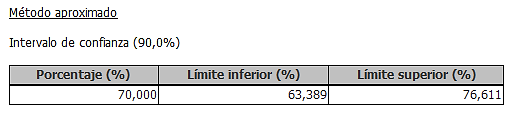 Método aproximado
Intervalo de confianza (90,0%)
Porcentaje (%) Límite inferior (%) Límite superior (%)
70,000 63,389 76,611